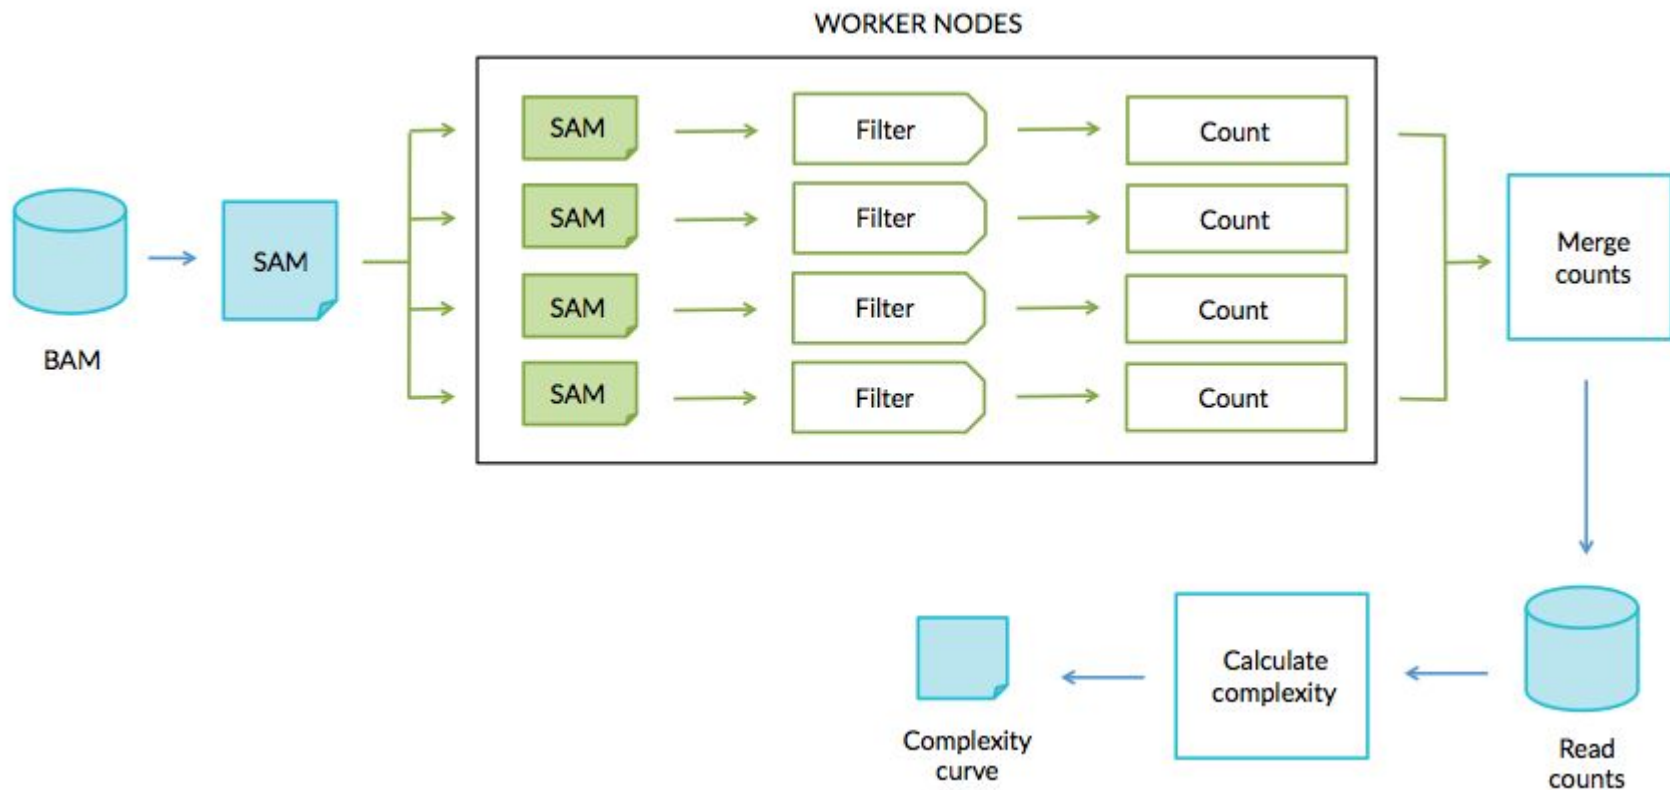 WORKER NODES
SAM
Filter
Count
SAM
Filter
Count
SAM
Filter
Count
SAM
Filter
Count
BAM
SAM
Merge
counts
Calculate
complexity
Complexity
curve
Read
counts